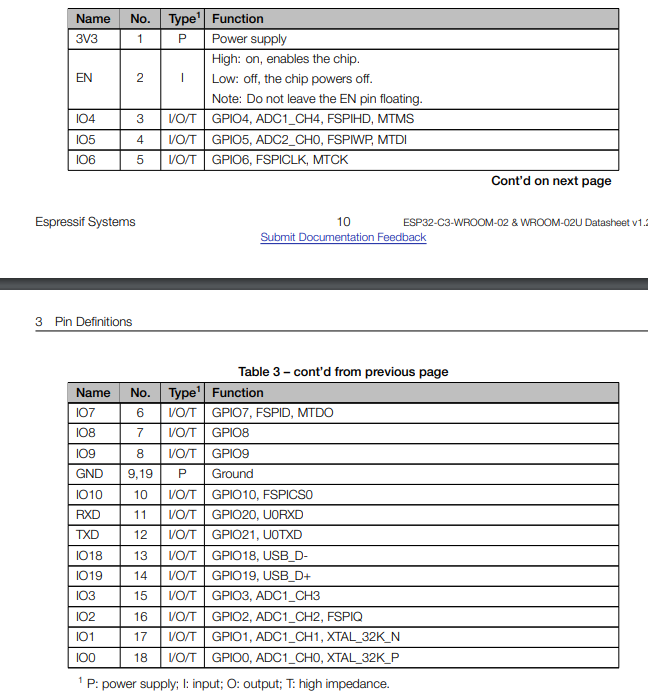 Name No. Type1 Function
3V3 1 P Power supply
High: on, enables the chip.
EN 2 I Low: off, the chip powers off.
Note: Do not leave the EN pin floating.
IO4 3 I/O/T GPIO4, ADC1_CH4, FSPIHD, MTMS
IO5 4 I/O/T GPIO5, ADC2_CH0, FSPIWP, MTDI
IO6 5 I/O/T GPIO6, FSPICLK, MTCK
Cont'd on next page
Espressif Systems 10 ESP32-C3-WROOM-02 & WROOM-02U Datasheet v1.2
Submit Documentation Feedback
3 Pin Definitions
Table 3 – cont'd from previous page
Name No. Type1 Function
IO7 6 I/O/T GPIO7, FSPID, MTDO
IO8 7 I/O/T GPIO8
IO9 8 I/O/T GPIO9
GND 9,19 P Ground
IO10 10 I/O/T GPIO10, FSPICS0
RXD 11 I/O/T GPIO20, U0RXD
TXD 12 I/O/T GPIO21, U0TXD
IO18 13 I/O/T GPIO18, USB_D-
IO19 14 I/O/T GPIO19, USB_D+
IO3 15 I/O/T GPIO3, ADC1_CH3
IO2 16 I/O/T GPIO2, ADC1_CH2, FSPIQ
IO1 17 I/O/T GPIO1, ADC1_CH1, XTAL_32K_N
IO0 18 I/O/T GPIO0, ADC1_CH0, XTAL_32K_P
1 P: power supply; I: input; O: output; T: high impedance.